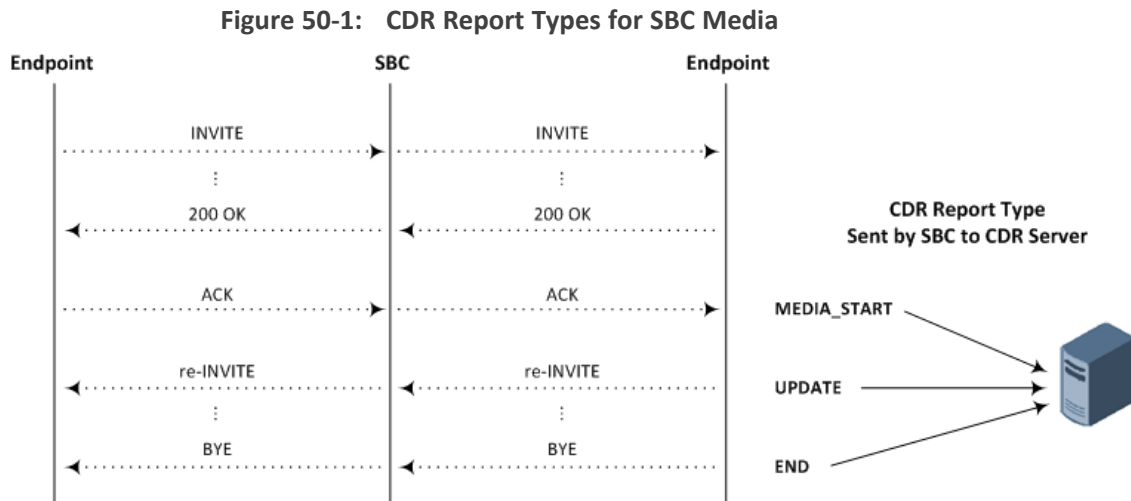 Figure 50-1: CDR Report Types for SBC Media
Endpoint SBC Endpoint
INVITE INVITE
200 OK 200 OK
CDR Report Type
Sent by SBC to CDR Server
ACK ACK
MEDIA_START
re-INVITE re-INVITE
UPDATE
BYE BYE
END